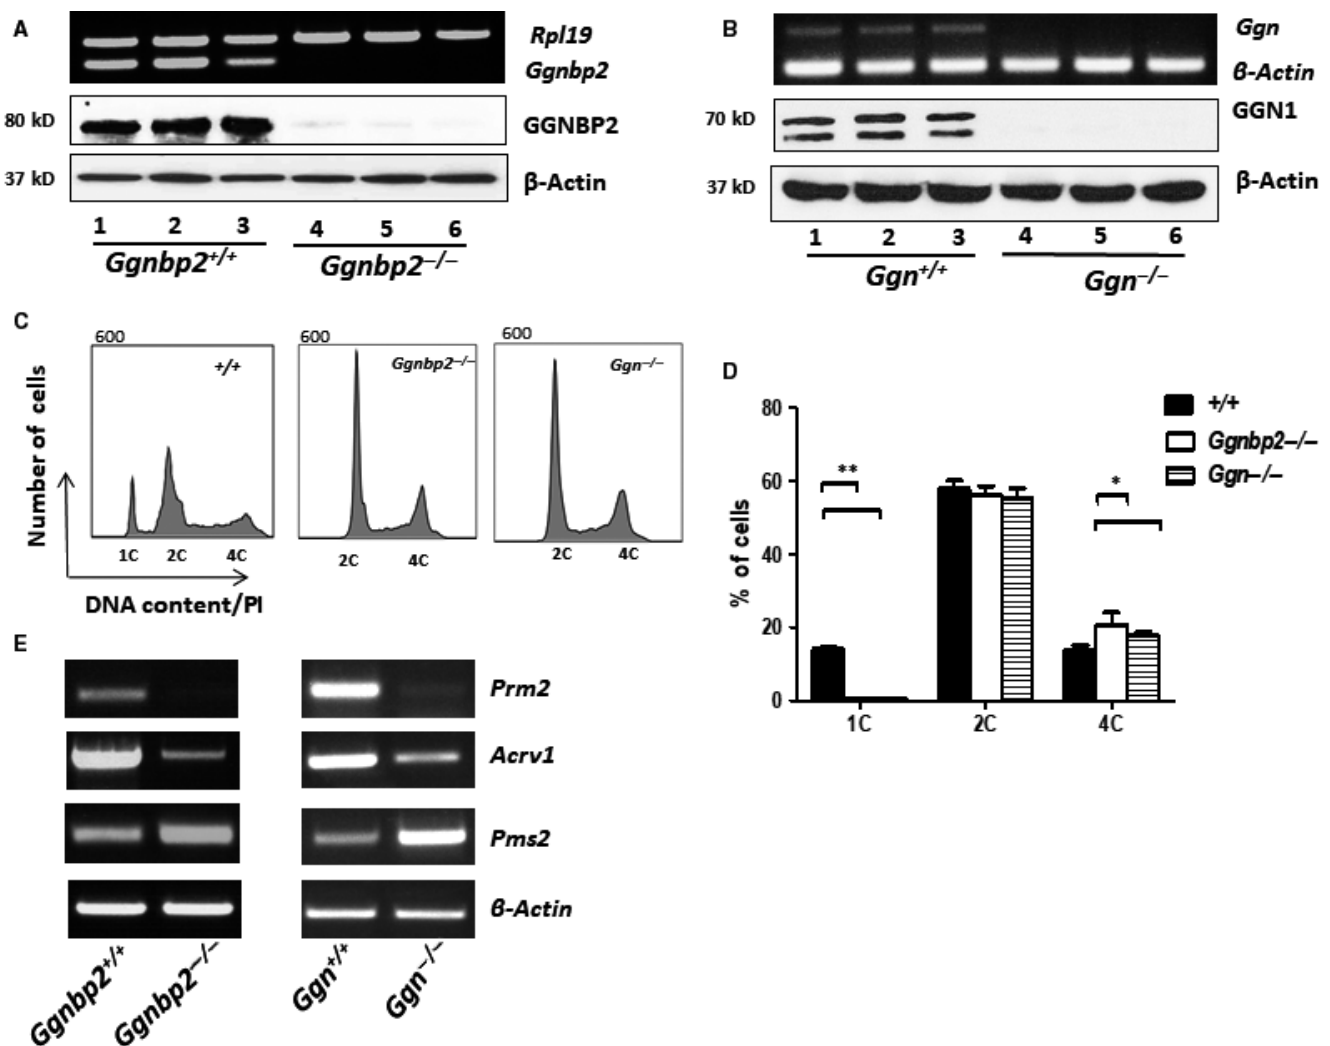 A
Rpl19
Ggnbp2
80 kD
GGNBP2
37 kD
β-Actin
1 2 3 4 5 6
Ggnbp2+/+ Ggnbp2−/−
B
Ggn
β-Actin
70 kD
GGN1
37 kD
β-Actin
1 2 3 4 5 6
Ggn+/+ Ggn−/−
C
600 600 600
+/+ Ggnbp2−/− Ggn−/−
Number of cells
1C 2C 4C 2C 4C 2C 4C
DNA content/PI
D
80
60
40
20
0
% of cells
** *
+/+
Ggnbp2−/−
Ggn−/−
1C 2C 4C
E
Prm2
Acrv1
Pms2
β-Actin
Ggnbp2+/+ Ggnbp2−/− Ggn+/+ Ggn−/−